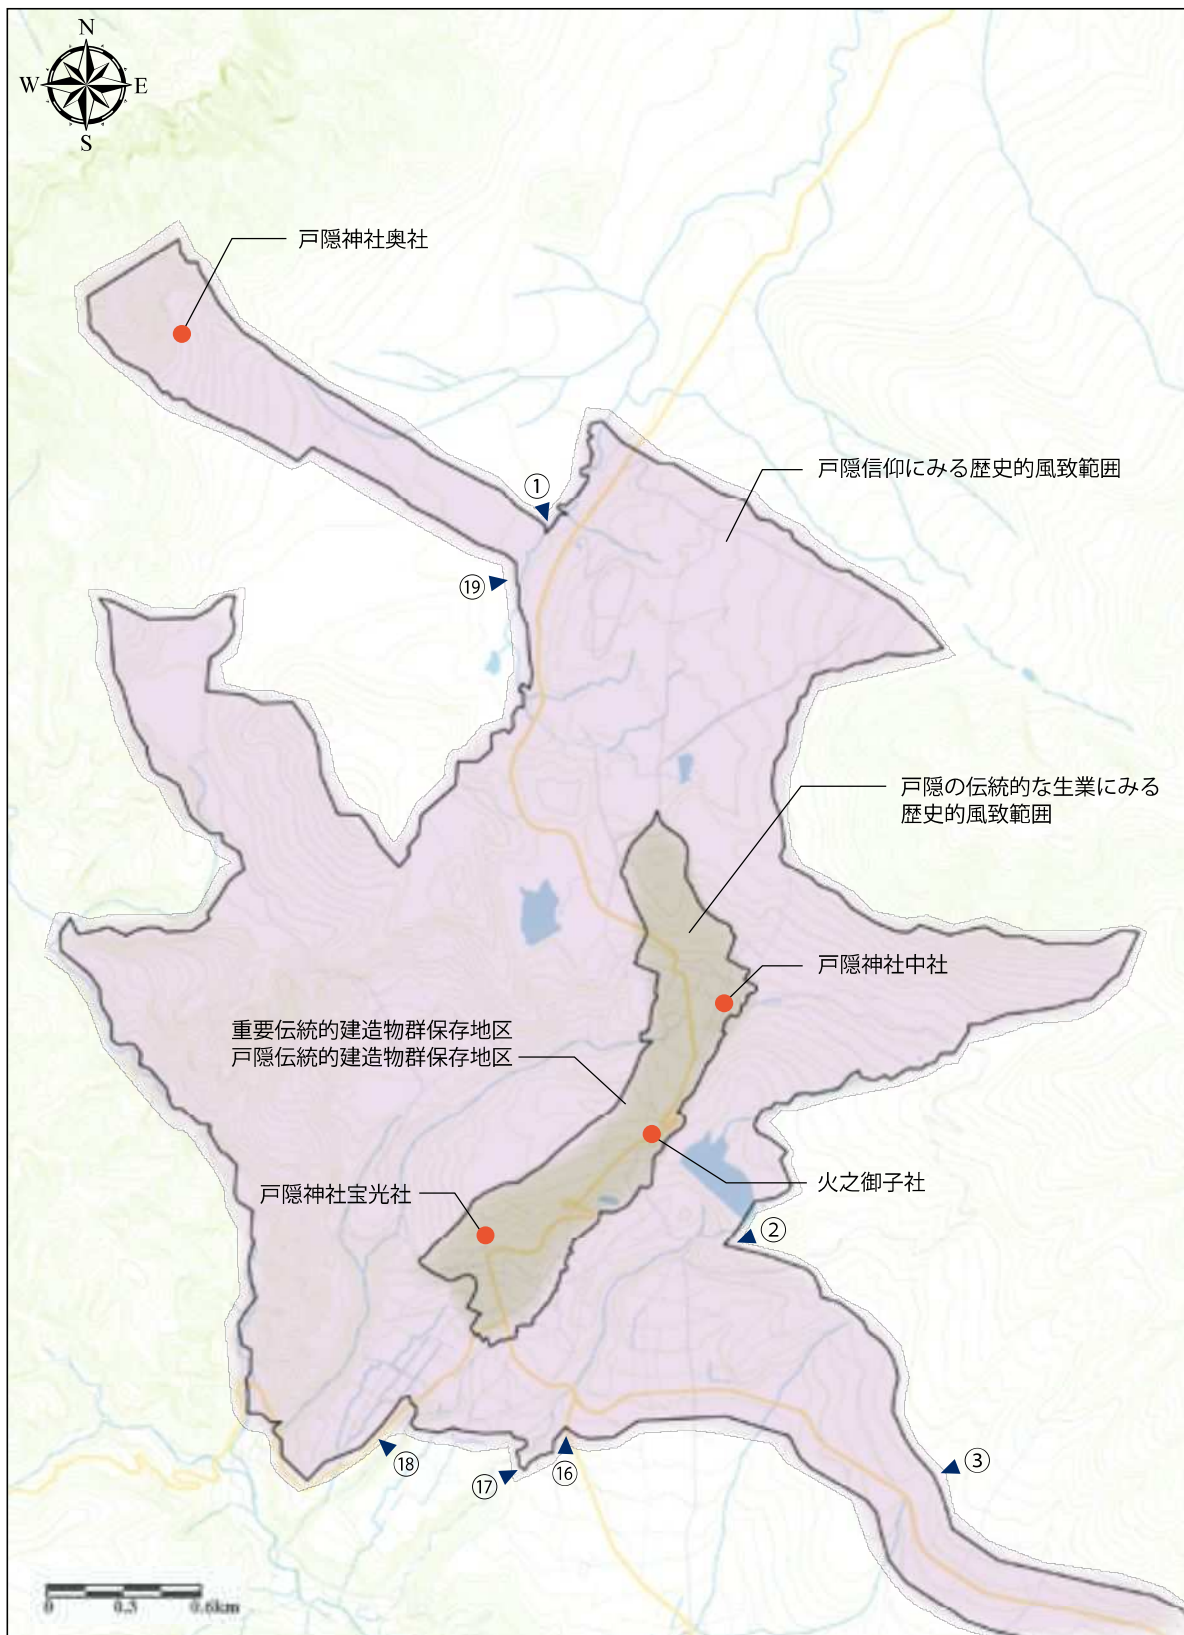 N
W E
S
戸隠神社奥社
戸隠信仰にみる歴史的風致範囲
①
⑲
戸隠の伝統的な生業にみる
歴史的風致範囲
戸隠神社中社
重要伝統的建造物群保存地区
戸隠伝統的建造物群保存地区
火之御子社
戸隠神社宝光社
②
③
⑱
⑰
⑯
0 0.3 0.6km